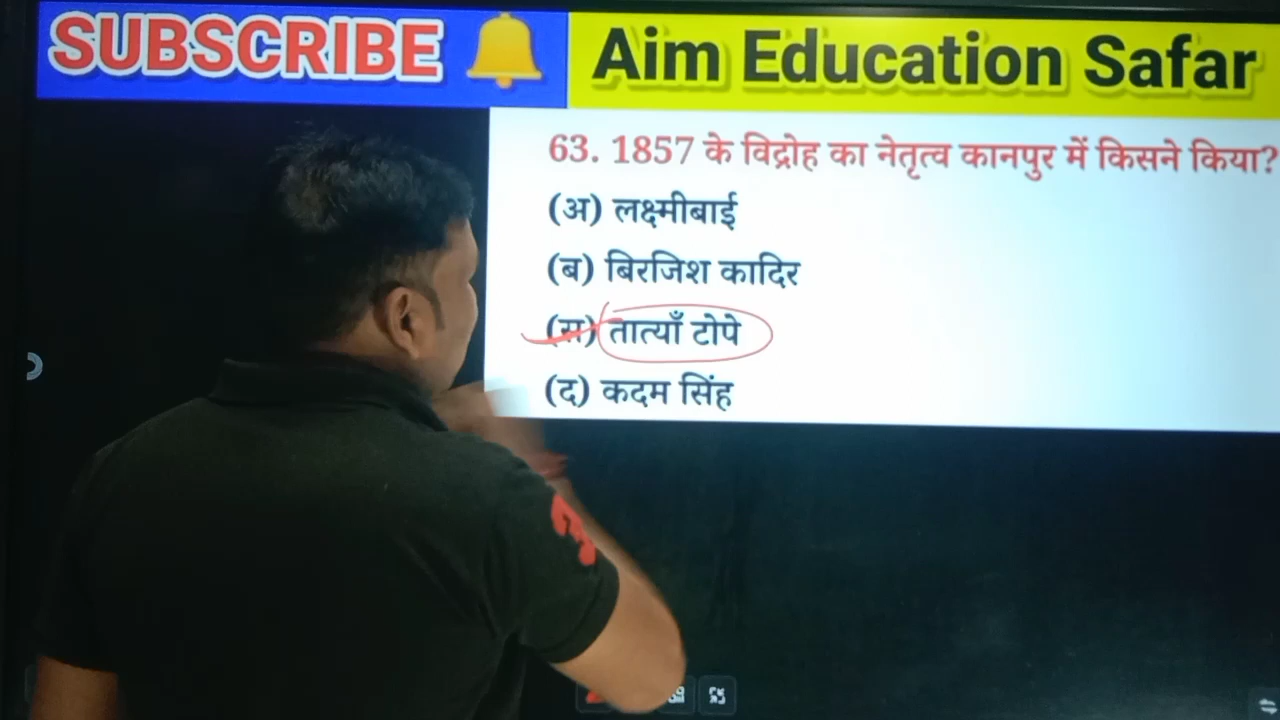 SUBSCRIBE
Aim Education Safar
63. 1857 के विद्रोह का नेतृत्व कानपुर में किसने किया?
(अ) लक्ष्मीबाई
(ब) बिरजिश कादिर
(स) तात्याँ टोपे
(द) कदम सिंह